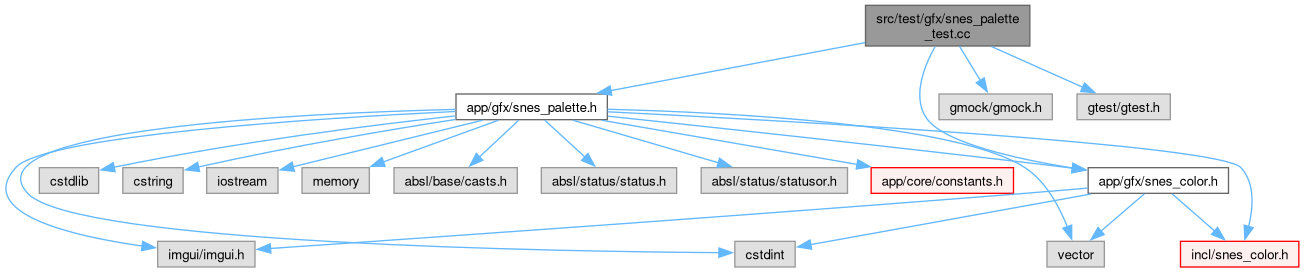 src/test/gfx/snes_palette
_test.cc
app/gfx/snes_palette.h
gmock/gmock.h
gtest/gtest.h
cstdlib
cstring
iostream
memory
absl/base/casts.h
absl/status/status.h
absl/status/statusor.h
app/core/constants.h
app/gfx/snes_color.h
imgui/imgui.h
cstdint
vector
incl/snes_color.h